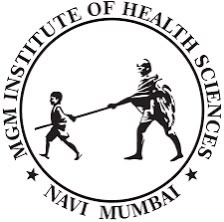 MGM INSTITUTE OF HEALTH SCIENCES
★ NAVI MUMBAI ★